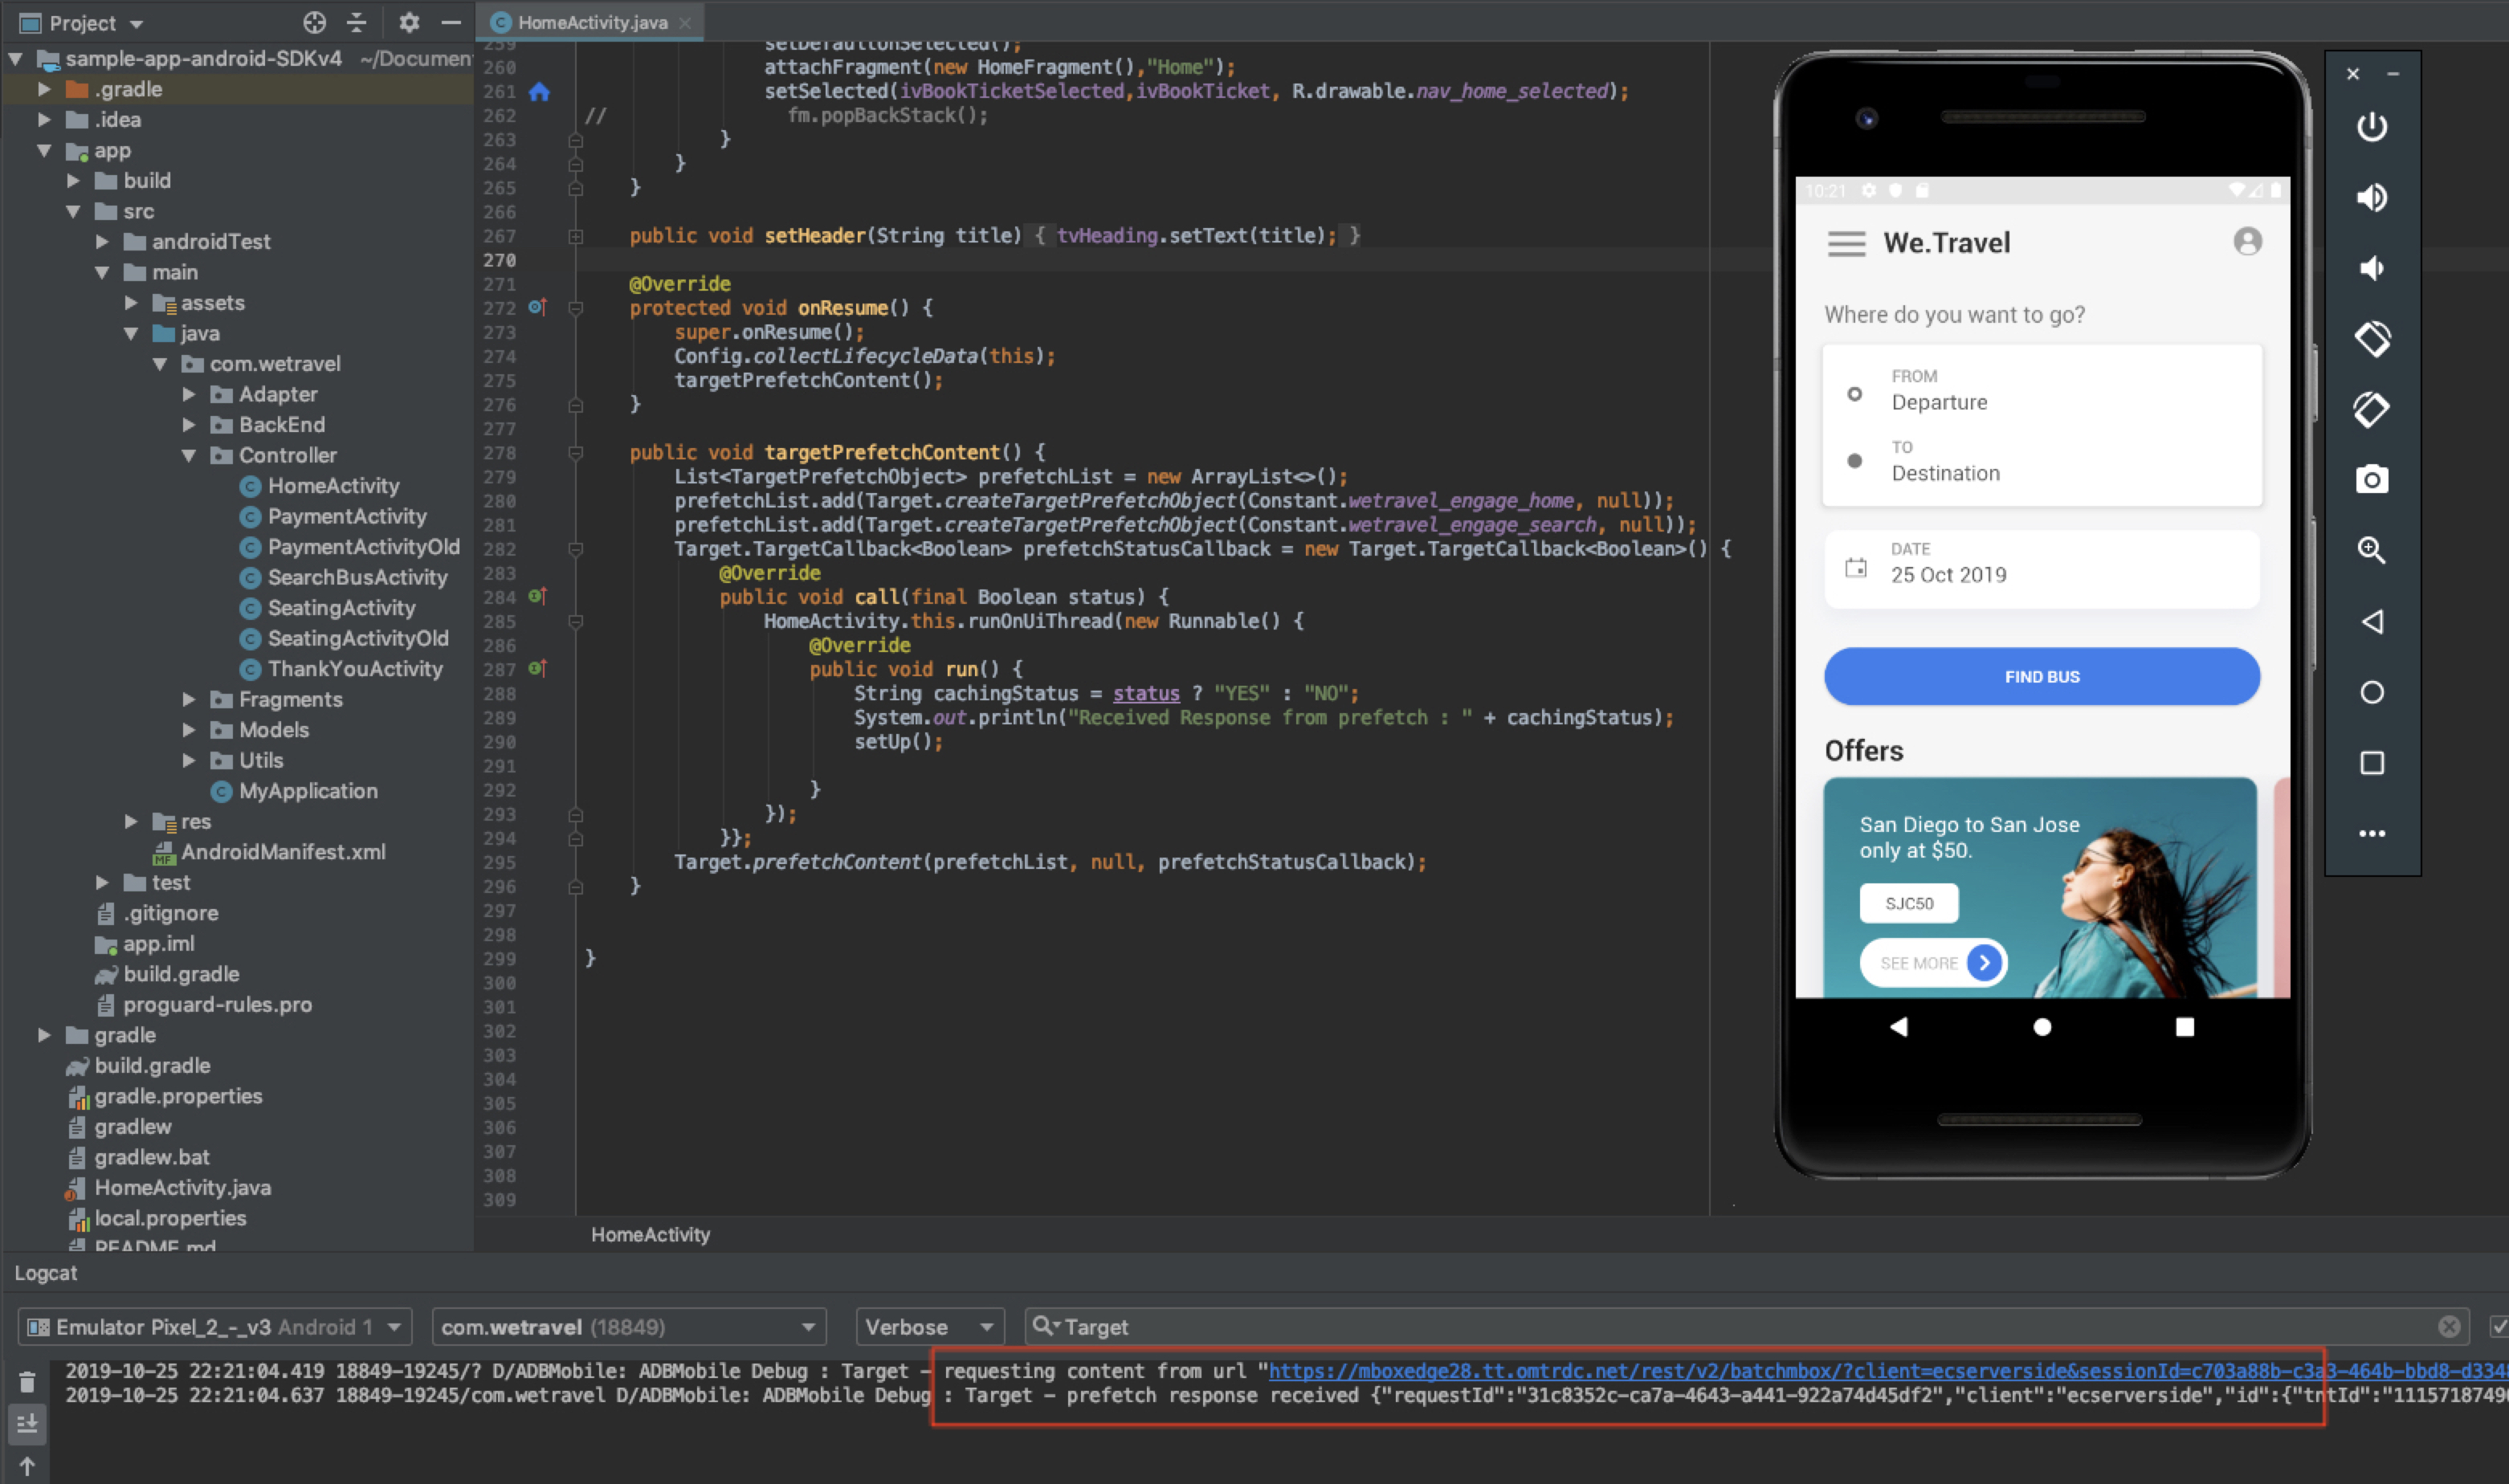 Project
sample-app-android-SDKv4 ~/Documen
.gradle
.idea
app
build
src
androidTest
main
assets
java
com.wetravel
Adapter
BackEnd
Controller
HomeActivity
PaymentActivity
PaymentActivityOld
SearchBusActivity
SeatingActivity
SeatingActivityOld
ThankYouActivity
Fragments
Models
Utils
MyApplication
res
AndroidManifest.xml
test
.gitignore
app.iml
build.gradle
proguard-rules.pro
gradle
build.gradle
gradle.properties
gradlew
gradlew.bat
HomeActivity.java
local.properties
README.md
HomeActivity.java
259 setDefaultOnSelected();
260 attachFragment(new HomeFragment(),"Home");
261 setSelected(ivBookTicketSelected,ivBookTicket, R.drawable.nav_home_selected);
262 // fm.popBackStack();
263 }
264 }
265 }
266
267 public void setHeader(String title) { tvHeading.setText(title); }
270
271 @Override
272 protected void onResume() {
273 super.onResume();
274 Config.collectLifecycleData(this);
275 targetPrefetchContent();
276 }
277
278 public void targetPrefetchContent() {
279 List<TargetPrefetchObject> prefetchList = new ArrayList<>();
280 prefetchList.add(Target.createTargetPrefetchObject(Constant.wetravel_engage_home, null));
281 prefetchList.add(Target.createTargetPrefetchObject(Constant.wetravel_engage_search, null));
282 Target.TargetCallback<Boolean> prefetchStatusCallback = new Target.TargetCallback<Boolean>() {
283 @Override
284 public void call(final Boolean status) {
285 HomeActivity.this.runOnUiThread(new Runnable() {
286 @Override
287 public void run() {
288 String cachingStatus = status ? "YES" : "NO";
289 System.out.println("Received Response from prefetch : " + cachingStatus);
290 setUp();
291
292 }
293 });
294 }};
295 Target.prefetchContent(prefetchList, null, prefetchStatusCallback);
296 }
297
298
299 }
300
301
302
303
304
305
306
307
308
309
HomeActivity
10:21
We.Travel
Where do you want to go?
FROM
Departure
TO
Destination
DATE
25 Oct 2019
FIND BUS
Offers
San Diego to San Jose
only at $50.
SJC50
SEE MORE
Logcat
Emulator Pixel_2_-_v3 Android 1
com.wetravel (18849)
Verbose
Target
2019-10-25 22:21:04.419 18849-19245/? D/ADBMobile: ADBMobile Debug : Target - requesting content from url "https://mboxedge28.tt.omtrdc.net/rest/v2/batchmbox/?client=ecserverside&sessionId=c703a88b-c3a3-464b-bbd8-d3348
2019-10-25 22:21:04.637 18849-19245/com.wetravel D/ADBMobile: ADBMobile Debug : Target - prefetch response received {"requestId":"31c8352c-ca7a-4643-a441-922a74d45df2","client":"ecserverside","id":{"tntId":"1115718749